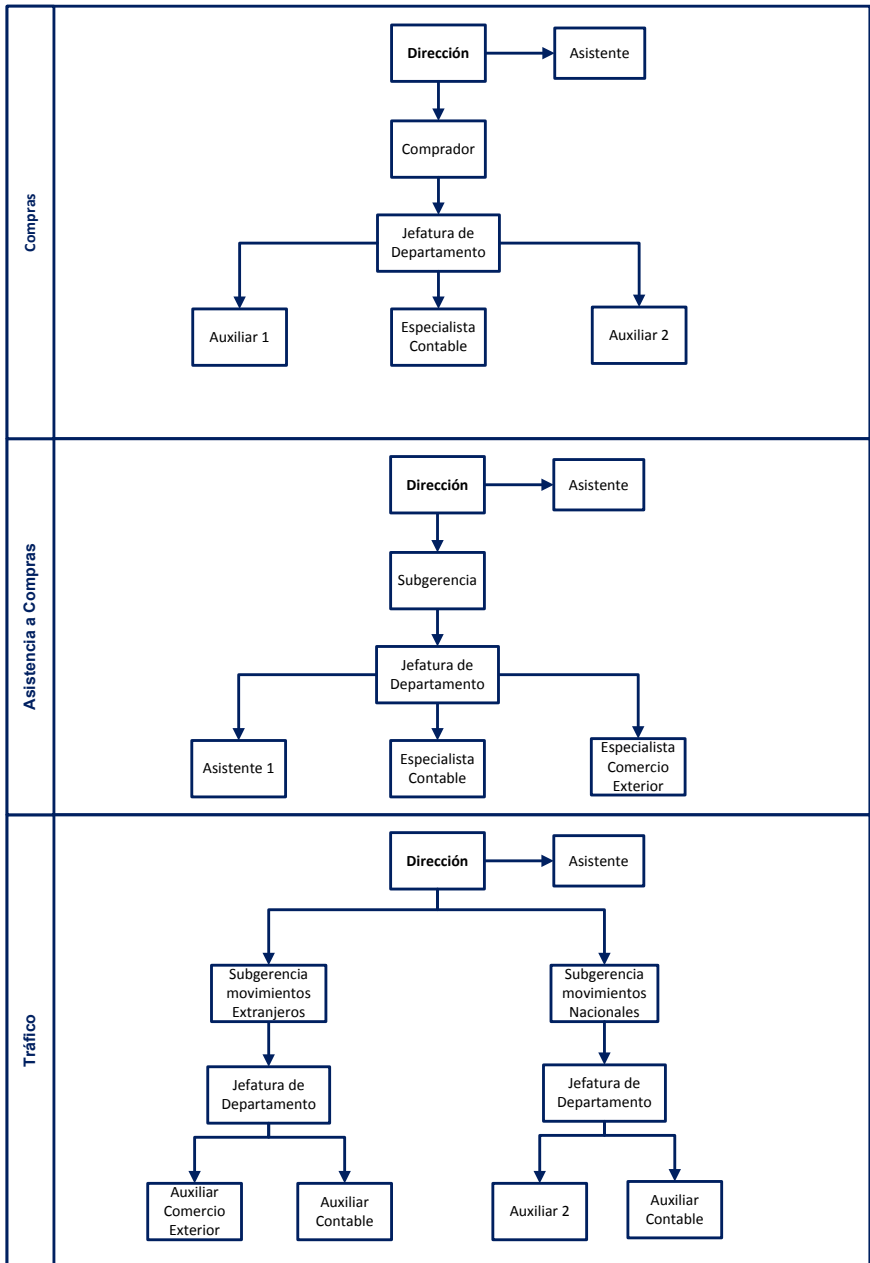 Compras
Dirección
Asistente
Comprador
Jefatura de
Departamento
Auxiliar 1
Especialista
Contable
Auxiliar 2
Asistencia a Compras
Dirección
Asistente
Subgerencia
Jefatura de
Departamento
Asistente 1
Especialista
Contable
Especialista
Comercio
Exterior
Tráfico
Dirección
Asistente
Subgerencia
movimientos
Extranjeros
Subgerencia
movimientos
Nacionales
Jefatura de
Departamento
Jefatura de
Departamento
Auxiliar
Comercio
Exterior
Auxiliar
Contable
Auxiliar 2
Auxiliar
Contable